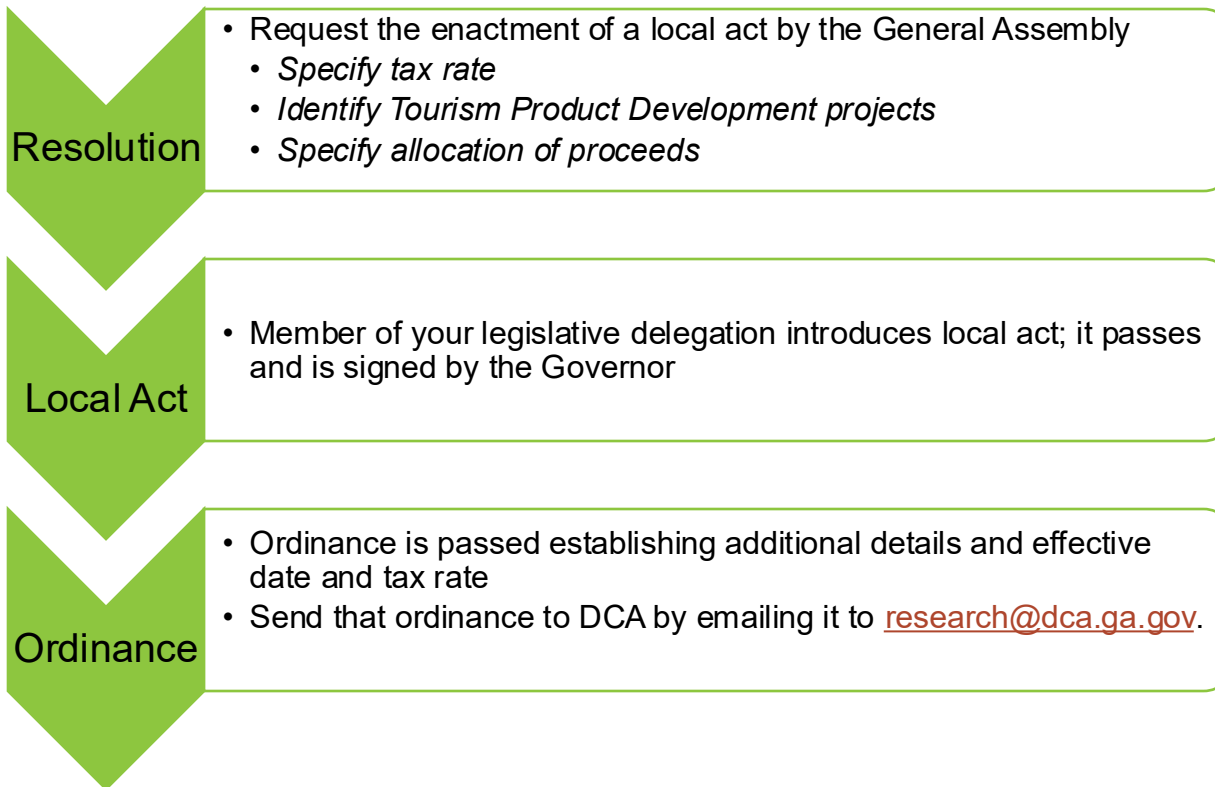 Resolution
• Request the enactment of a local act by the General Assembly
• Specify tax rate
• Identify Tourism Product Development projects
• Specify allocation of proceeds
Local Act
• Member of your legislative delegation introduces local act; it passes
and is signed by the Governor
Ordinance
• Ordinance is passed establishing additional details and effective
date and tax rate
• Send that ordinance to DCA by emailing it to research@dca.ga.gov.